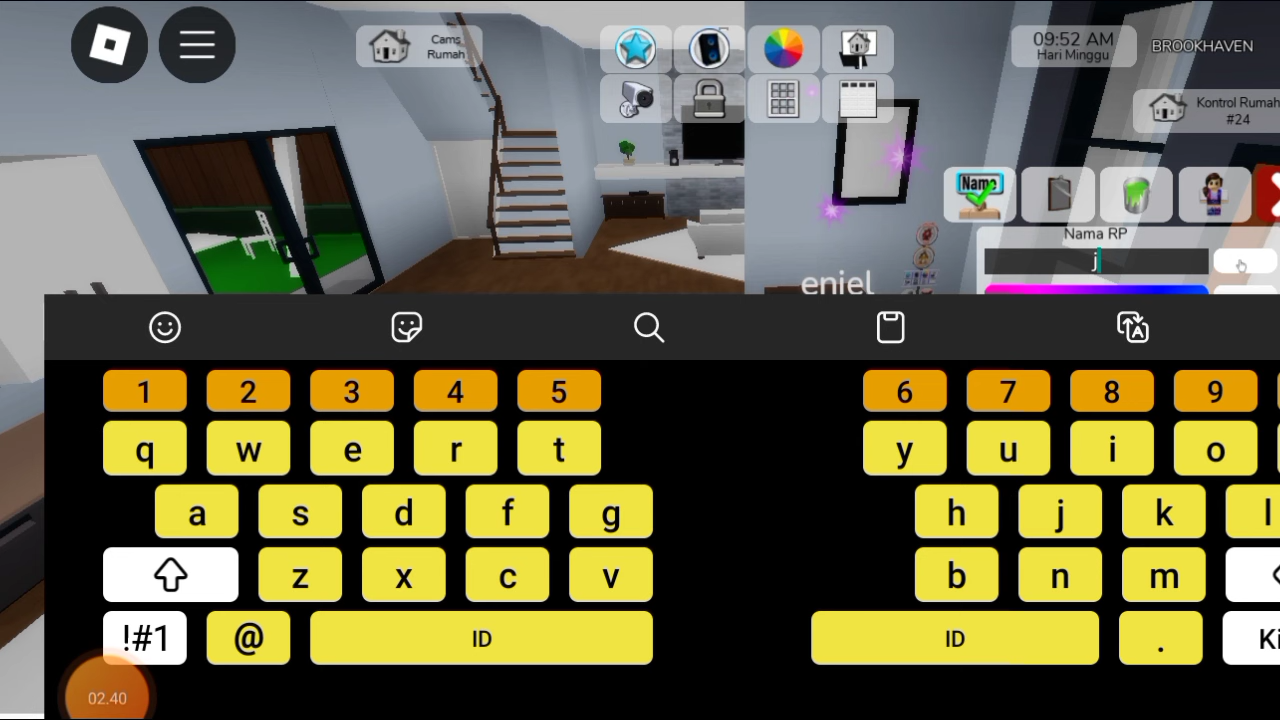 Cams
Rumah
09:52 AM
Hari Minggu
BROOKHAVEN
Kontrol Rumah
#24
Name
Nama RP
j
eniel
1 2 3 4 5 6 7 8 9
q w e r t y u i o
a s d f g h j k l
z x c v b n m
!#1 @ ID ID . Ki
02.40